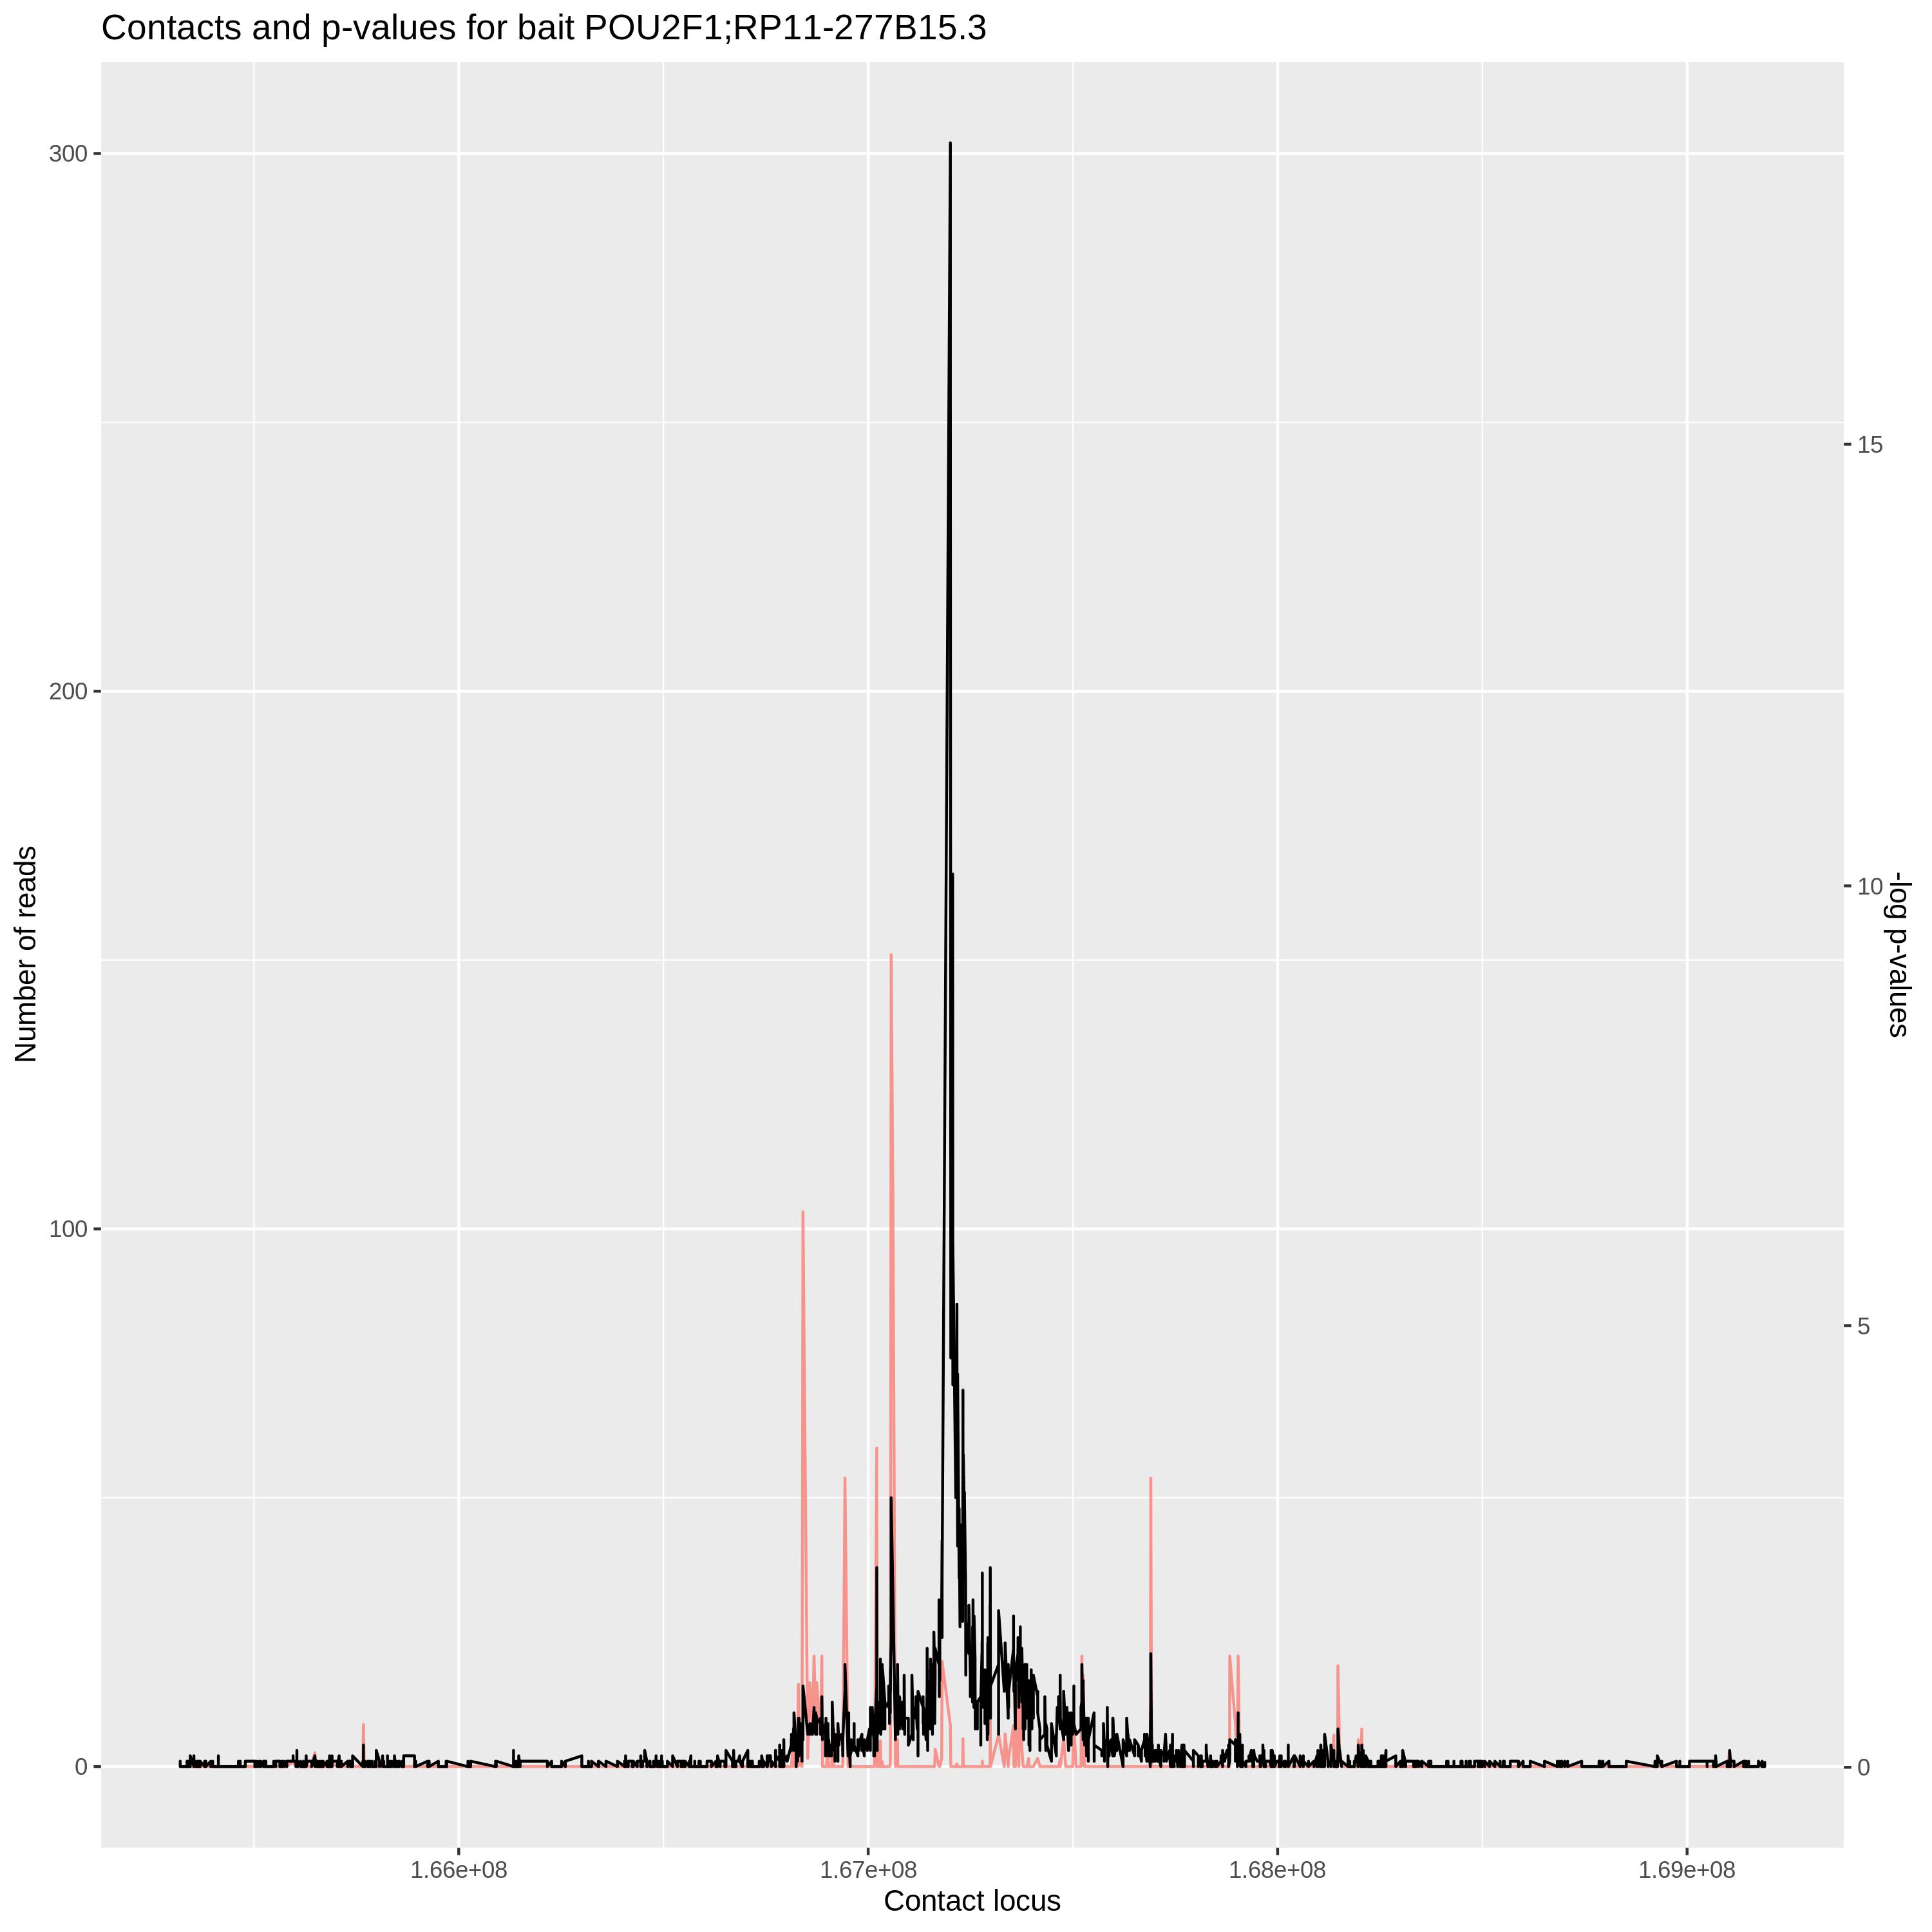 Contacts and p-values for bait POU2F1;RP11-277B15.3
300
200
100
0
Number of reads
15
10
5
0
-log p-values
1.66e+08
1.67e+08
1.68e+08
1.69e+08
Contact locus